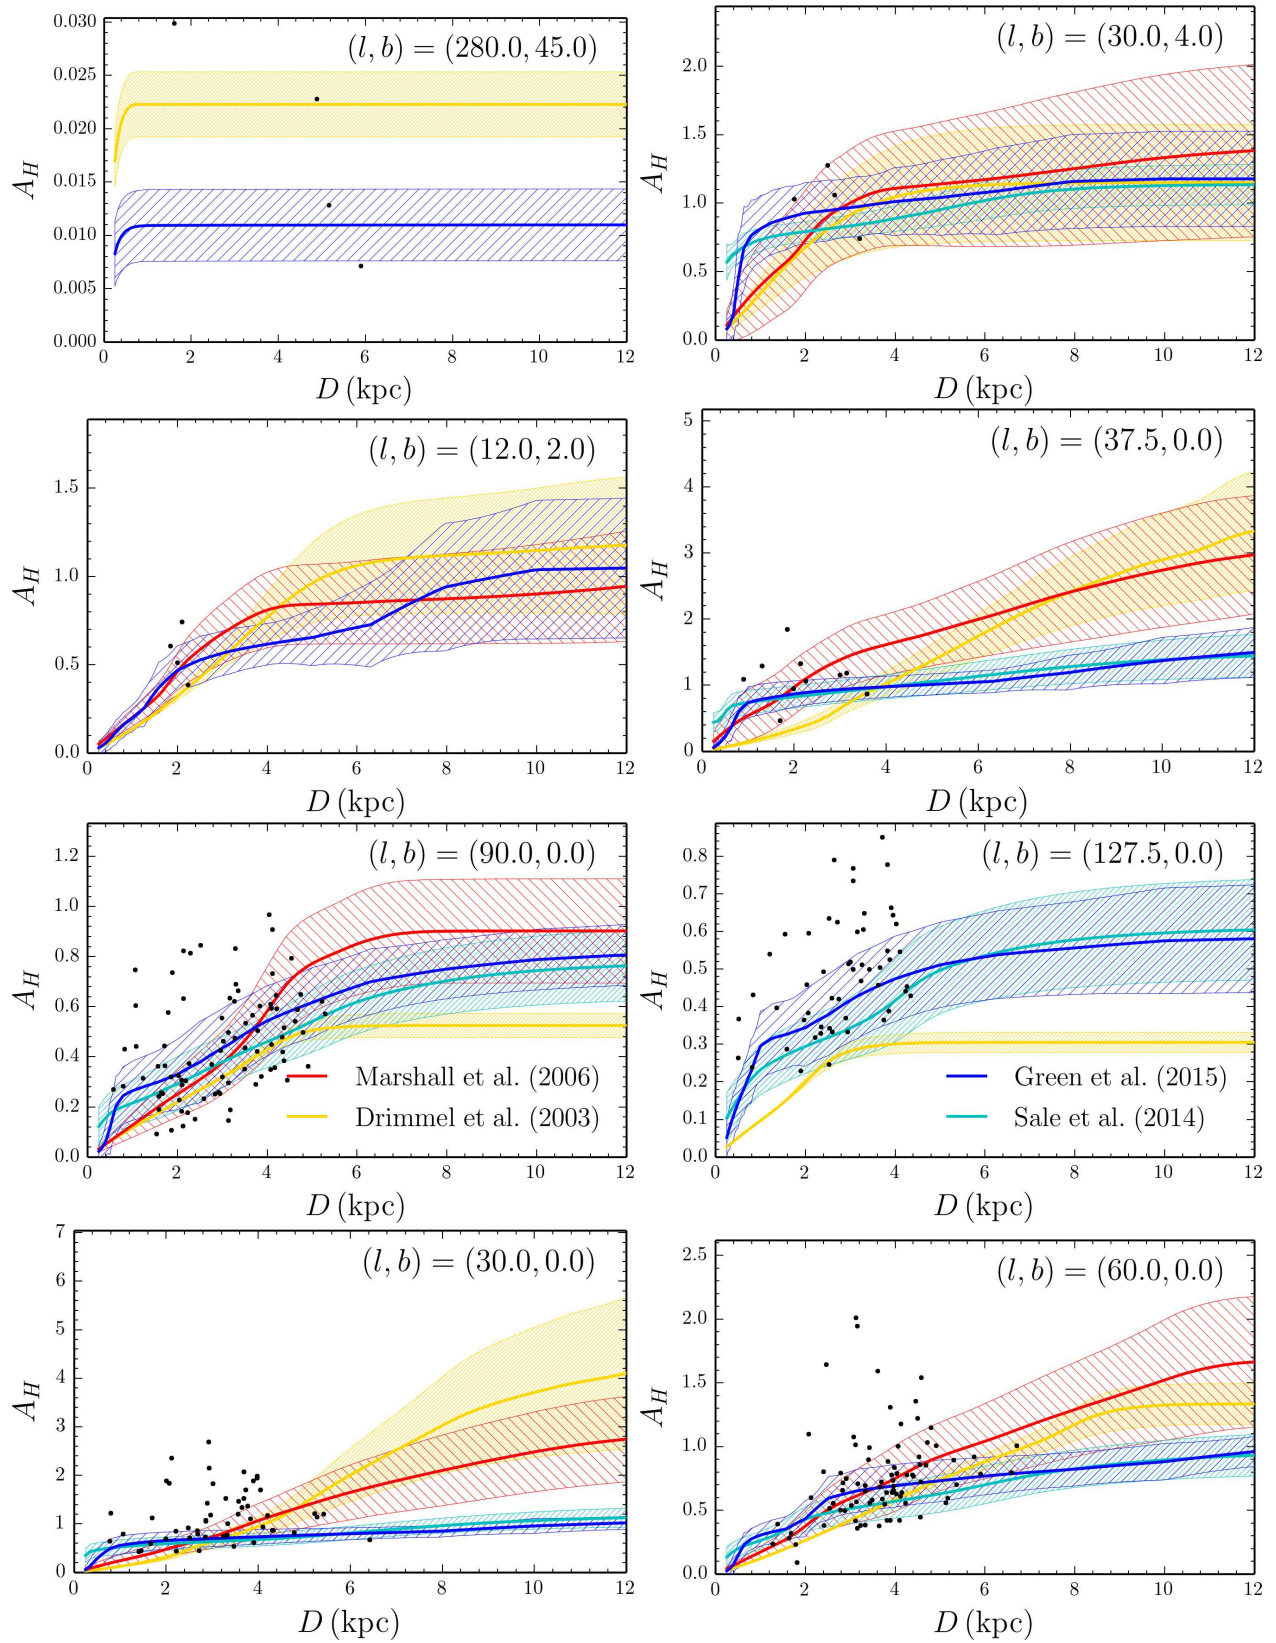 (l, b) = (280.0, 45.0)
0.030
0.025
0.020
0.015
0.010
0.005
0.000
A_H
0 2 4 6 8 10 12
D (kpc)
(l, b) = (30.0, 4.0)
2.0
1.5
1.0
0.5
0.0
A_H
0 2 4 6 8 10 12
D (kpc)
(l, b) = (12.0, 2.0)
1.5
1.0
0.5
0.0
A_H
0 2 4 6 8 10 12
D (kpc)
(l, b) = (37.5, 0.0)
5
4
3
2
1
0
A_H
0 2 4 6 8 10 12
D (kpc)
(l, b) = (90.0, 0.0)
1.2
1.0
0.8
0.6
0.4
0.2
0.0
A_H
Marshall et al. (2006)
Drimmel et al. (2003)
0 2 4 6 8 10 12
D (kpc)
(l, b) = (127.5, 0.0)
0.8
0.7
0.6
0.5
0.4
0.3
0.2
0.1
0.0
A_H
Green et al. (2015)
Sale et al. (2014)
0 2 4 6 8 10 12
D (kpc)
(l, b) = (30.0, 0.0)
7
6
5
4
3
2
1
0
A_H
0 2 4 6 8 10 12
D (kpc)
(l, b) = (60.0, 0.0)
2.5
2.0
1.5
1.0
0.5
0.0
A_H
0 2 4 6 8 10 12
D (kpc)